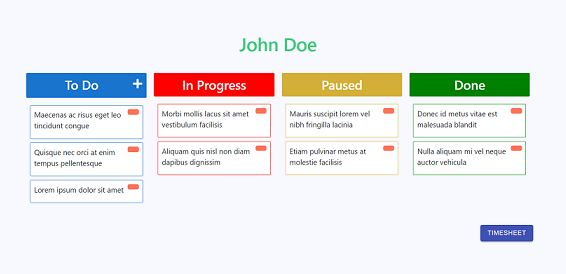 John Doe
To Do
+
Maecenas ac risus eget leo
tincidunt congue
Quisque nec orci at enim
tempus pellentesque
Lorem ipsum dolor sit amet
In Progress
Morbi mollis lacus sit amet
vestibulum facilisis
Aliquam quis nisl non diam
dapibus dignissim
Paused
Mauris suscipit lorem vel
nibh fringilla lacinia
Etiam pulvinar metus at
molestie facilisis
Done
Donec id metus vitae est
malesuada blandit
Nulla aliquam mi vel neque
auctor vehicula
TIMESHEET